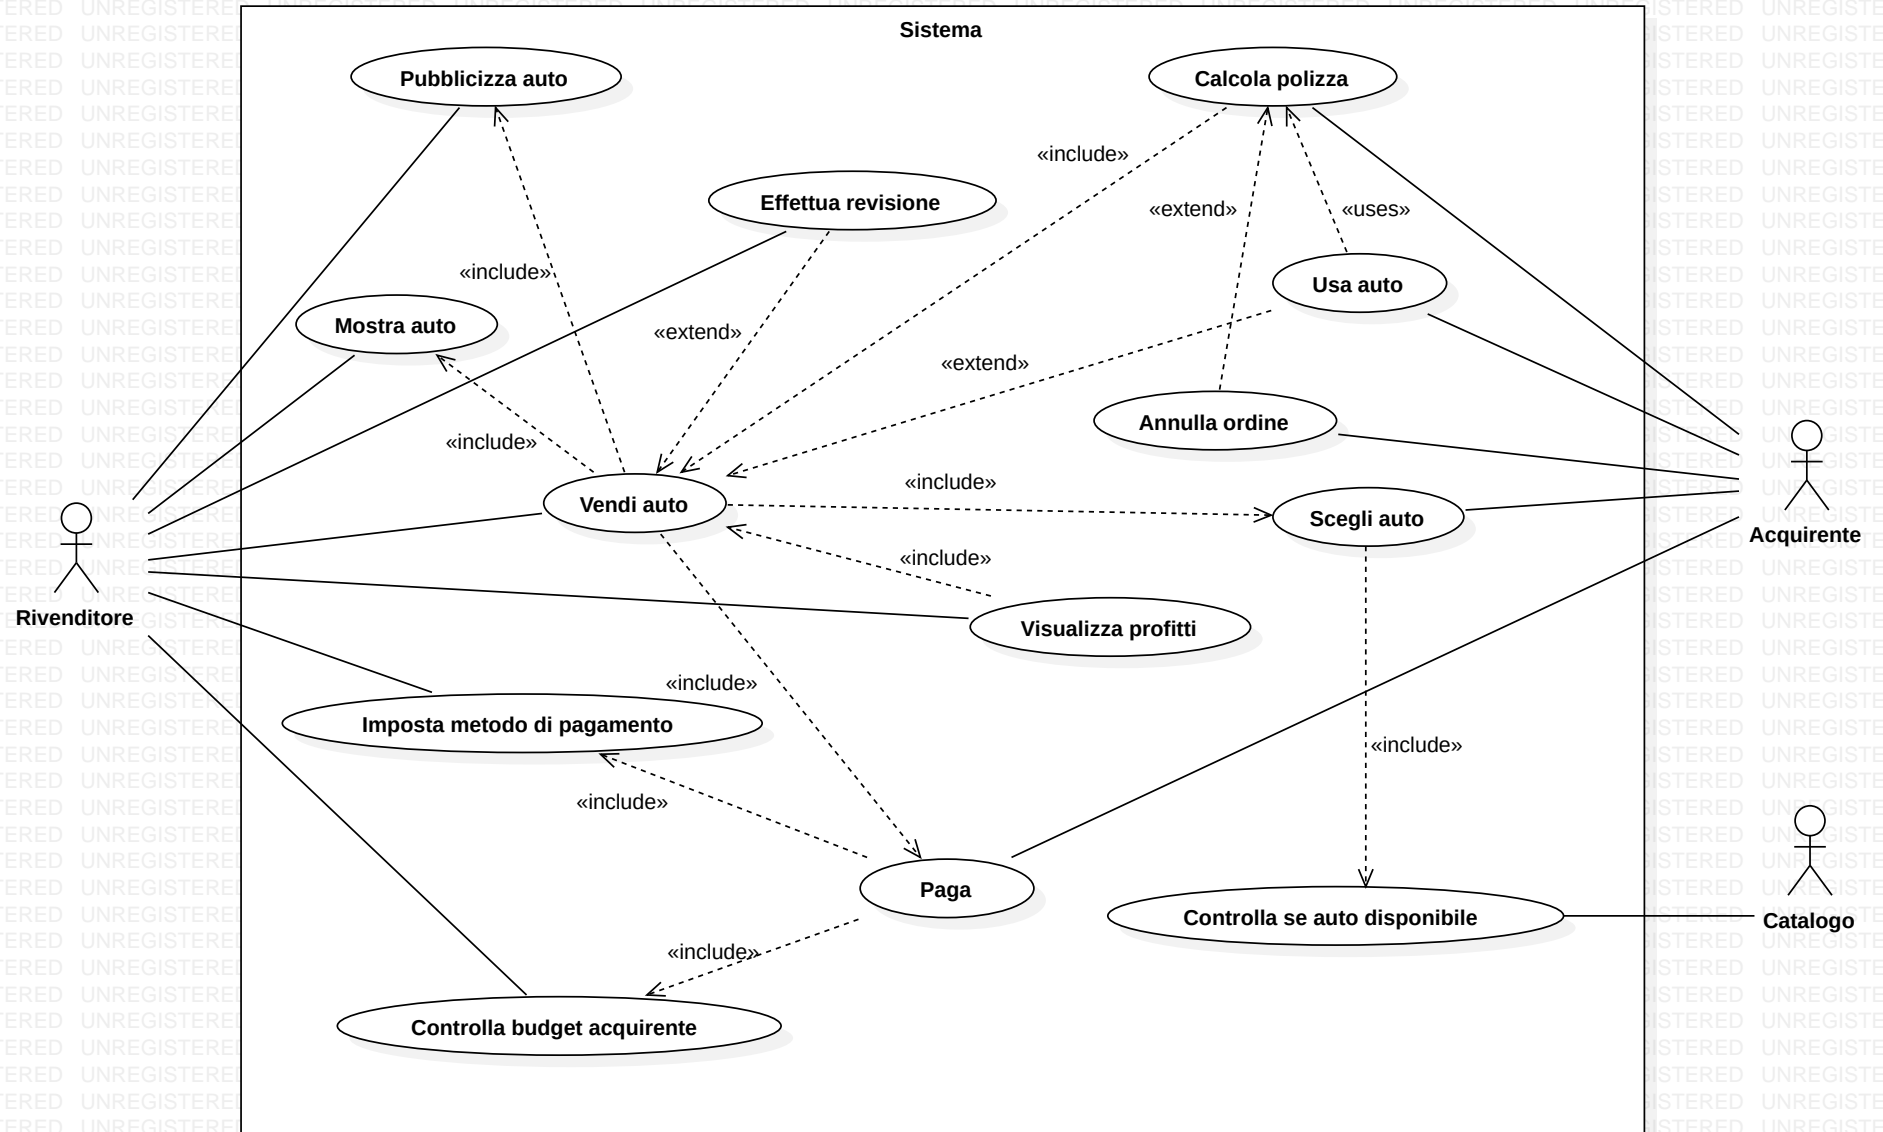 Sistema
Pubblicizza auto
Calcola polizza
«include»
Effettua revisione
«extend»
«uses»
«include»
Usa auto
Mostra auto
«extend»
«extend»
Annulla ordine
«include»
«include»
Vendi auto
Scegli auto
Acquirente
«include»
Rivenditore
Visualizza profitti
«include»
Imposta metodo di pagamento
«include»
«include»
Paga
Controlla se auto disponibile
Catalogo
«include»
Controlla budget acquirente
UNREGISTERED